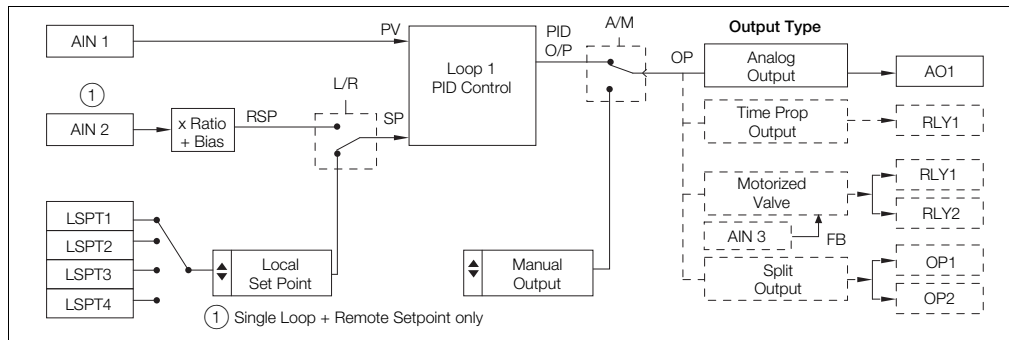 AIN 1
PV
Loop 1
PID Control
PID
O/P
A/M
OP
Output Type
Analog
Output
AO1
1
AIN 2
x Ratio
+ Bias
RSP
L/R
SP
Time Prop
Output
RLY1
LSPT1
LSPT2
LSPT3
LSPT4
Local
Set Point
Manual
Output
Motorized
Valve
RLY1
RLY2
AIN 3
FB
Split
Output
OP1
OP2
1 Single Loop + Remote Setpoint only